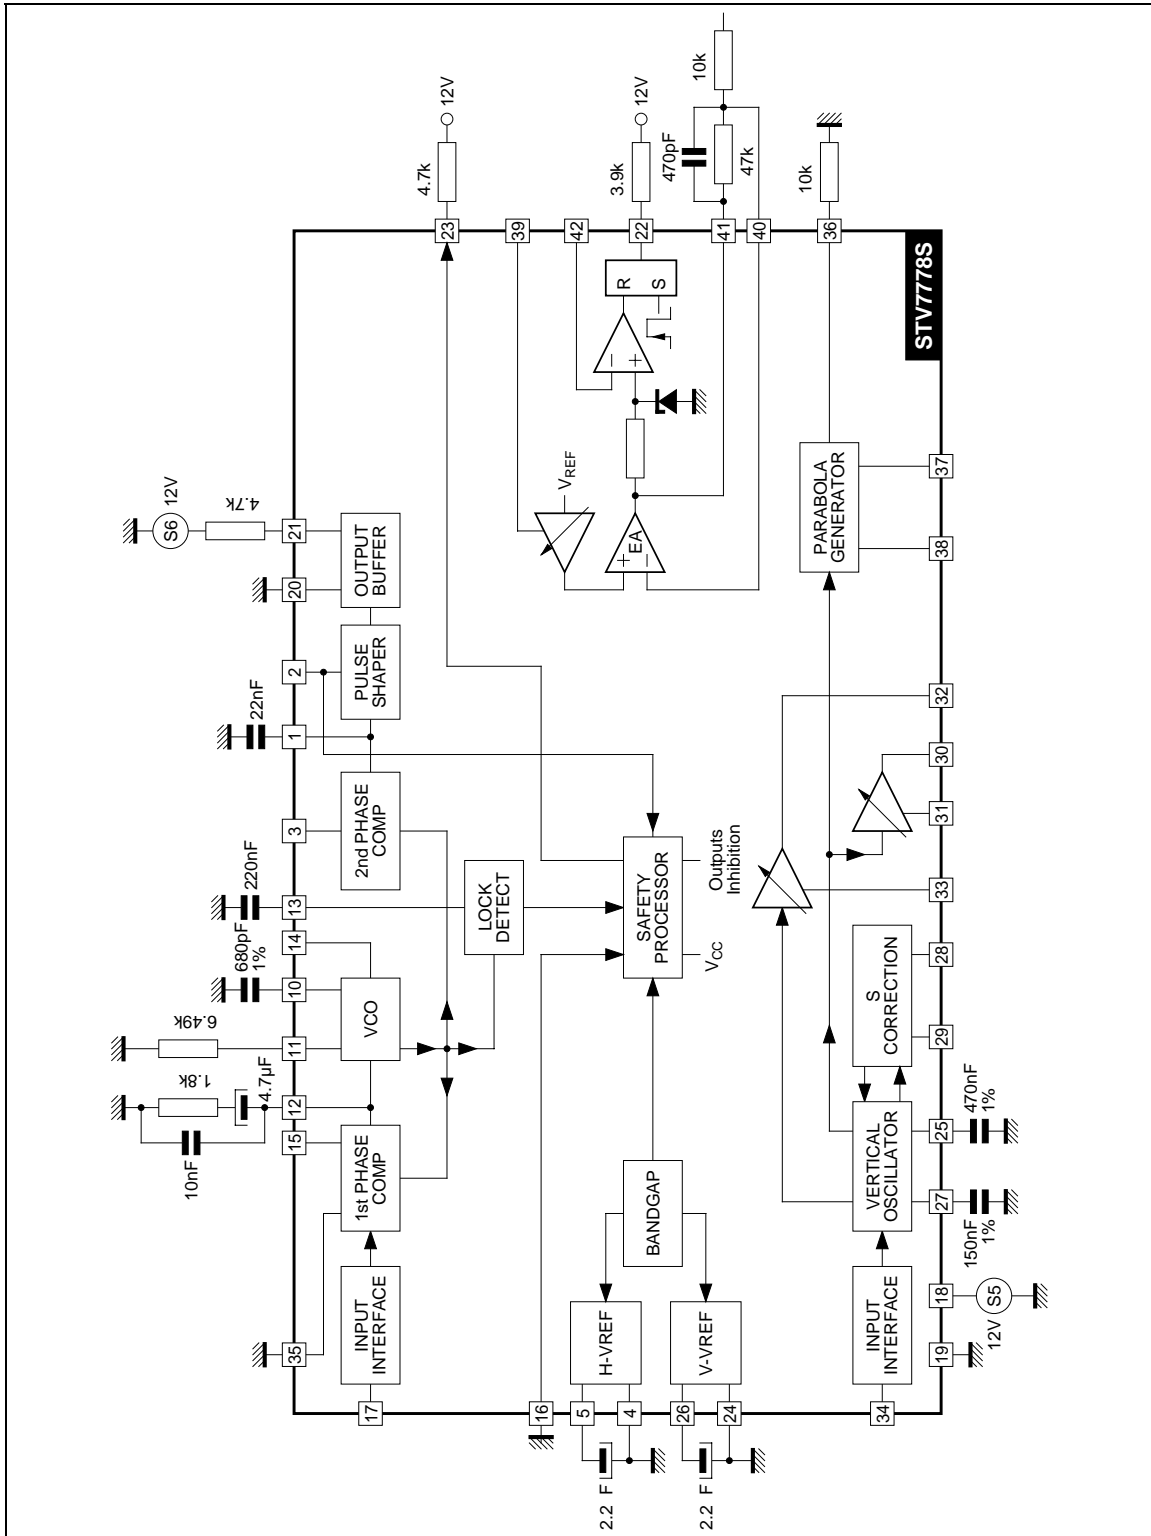 10k
12V
12V
470pF
47k
10k
4.7k
3.9k
23
39
42
22
41
40
36
STV7778S
R
S
−
+
VREF
EA
+
−
PARABOLA
GENERATOR
37
38
S6
12V
4.7k
21
20
OUTPUT
BUFFER
2
PULSE
SHAPER
22nF
1
3
2nd PHASE
COMP
220nF
13
14
680pF
1%
10
6.49k
11
VCO
1.8k
4.7µF
12
15
10nF
1st PHASE
COMP
35
INPUT
INTERFACE
17
LOCK
DETECT
SAFETY
PROCESSOR
Outputs
Inhibition
VCC
BANDGAP
H-VREF
V-VREF
16
5
4
26
24
34
2.2 F
2.2 F
32
30
31
33
28
29
S
CORRECTION
VERTICAL
OSCILLATOR
25
470nF
1%
27
150nF
1%
INPUT
INTERFACE
18
S5
12V
19